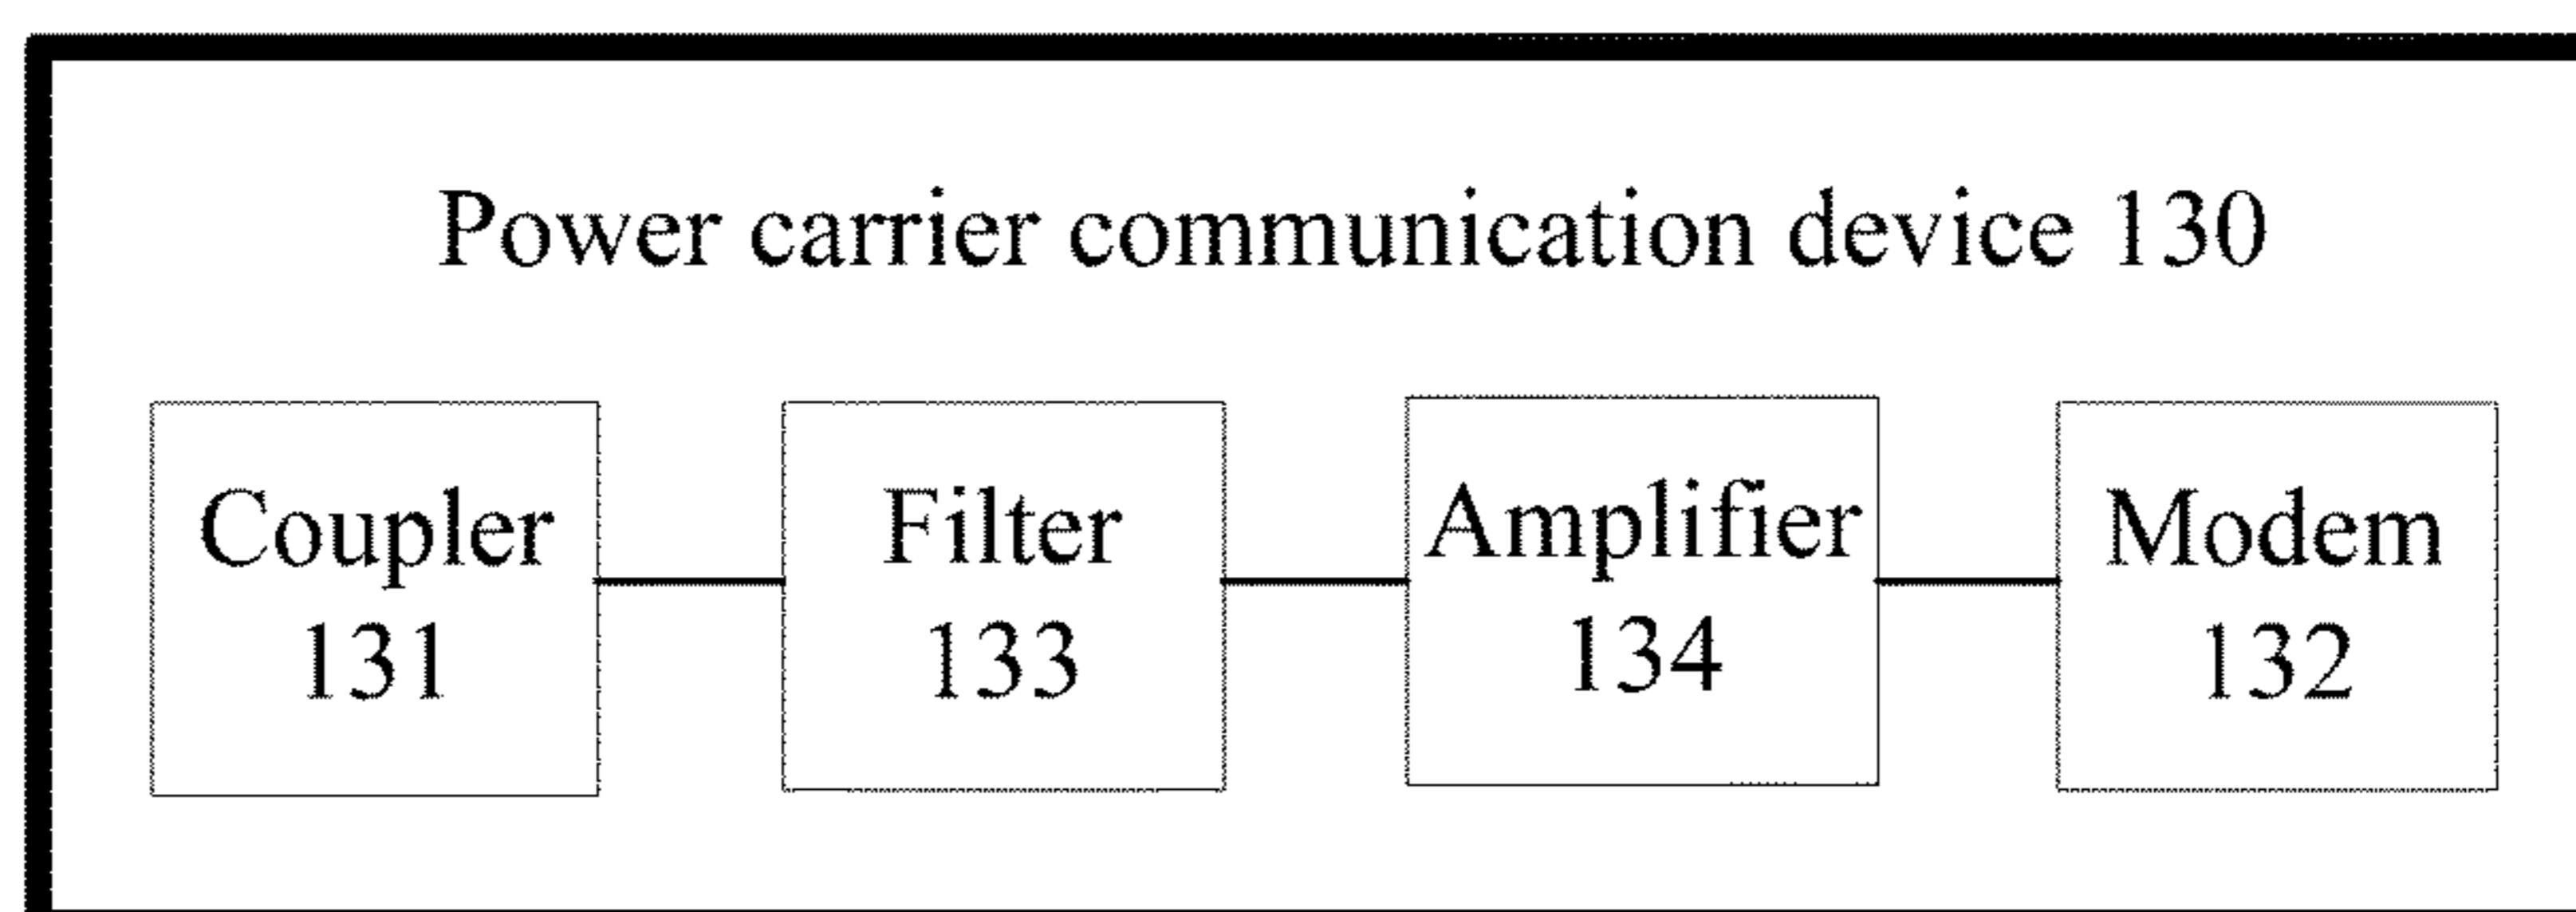 Power carrier communication device 130
Coupler
131
Filter
133
Amplifier
134
Modem
132